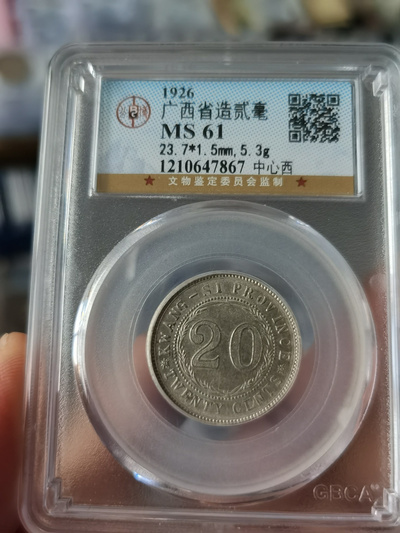 1926
广西省造贰毫
MS 61
23.7*1.5mm,5.3g
1210647867 中心西
★ 文物鉴定委员会监制 ★
KWANG-SI PROVINCE
20
TWENTY CENTS
GBCA